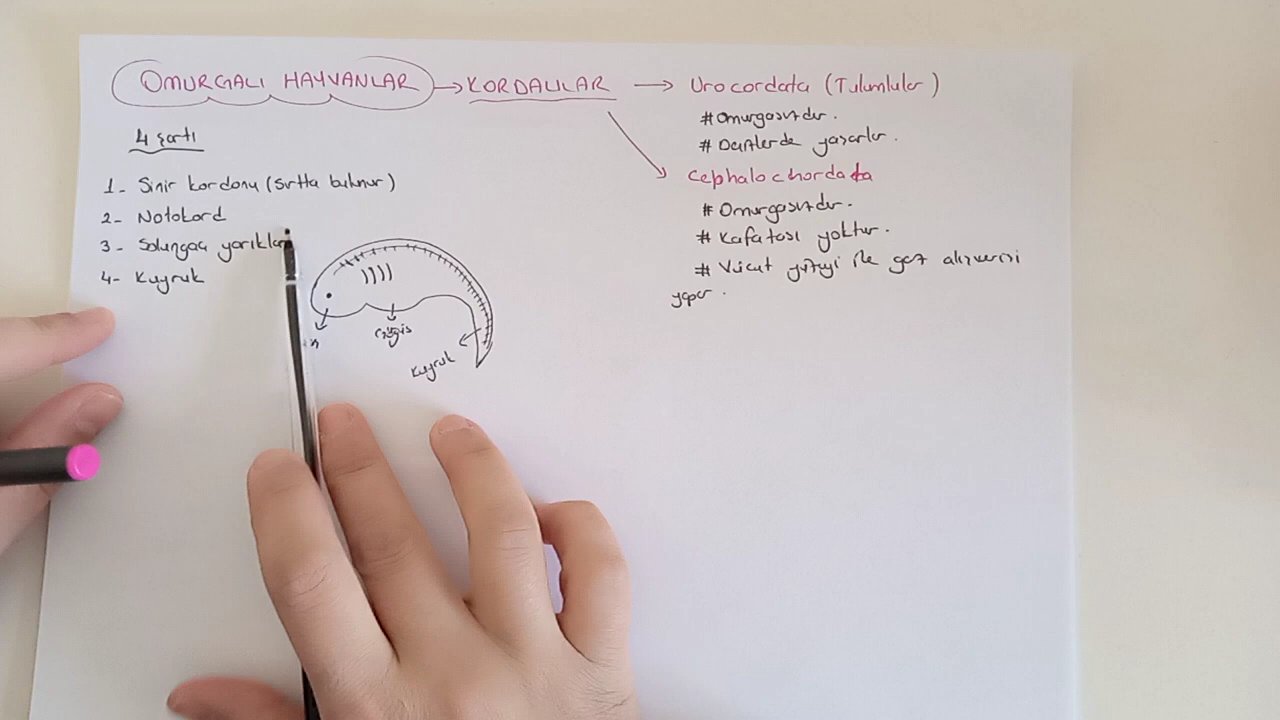 OMURGALI HAYVANLAR → KORDALILAR → Urocordata (Tulumlular)
#Omurgasızdır.
# Denizlerde yaşarlar.
4 şartı
Cephalochordata
1- Sinir kordonu (Sırtta bulunur)
# Omurgasızdır.
2- Notokord
# Kafatası yoktur.
3- Solungaç yarıkları
# Vücut yüzeyi ile gaz alışverisi
yapar.
4- Kuyruk
Kuyruk